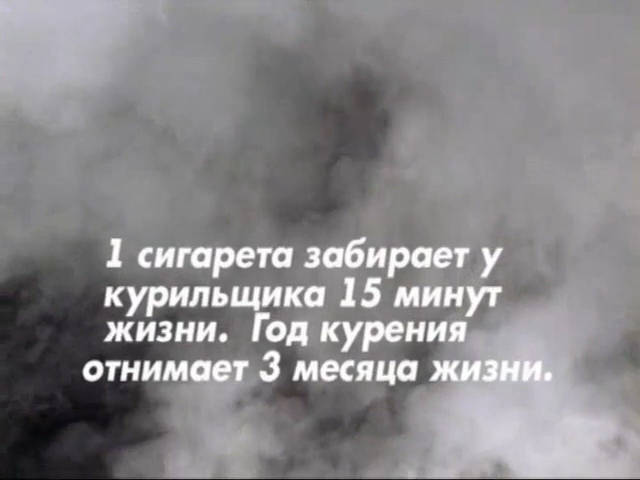 1 сигарета забирает у
курильщика 15 минут
жизни. Год курения
отнимает 3 месяца жизни.